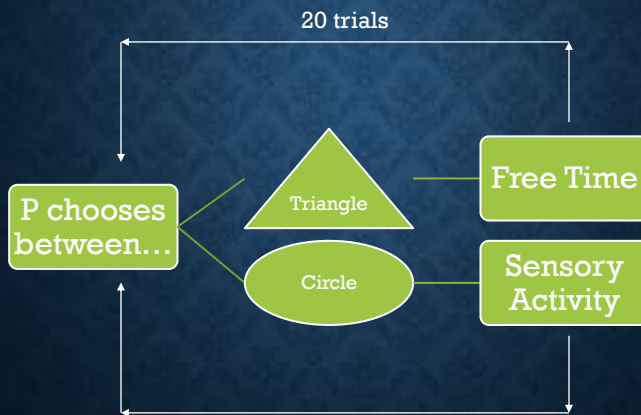 20 trials
P chooses
between...
Triangle
Circle
Free Time
Sensory
Activity